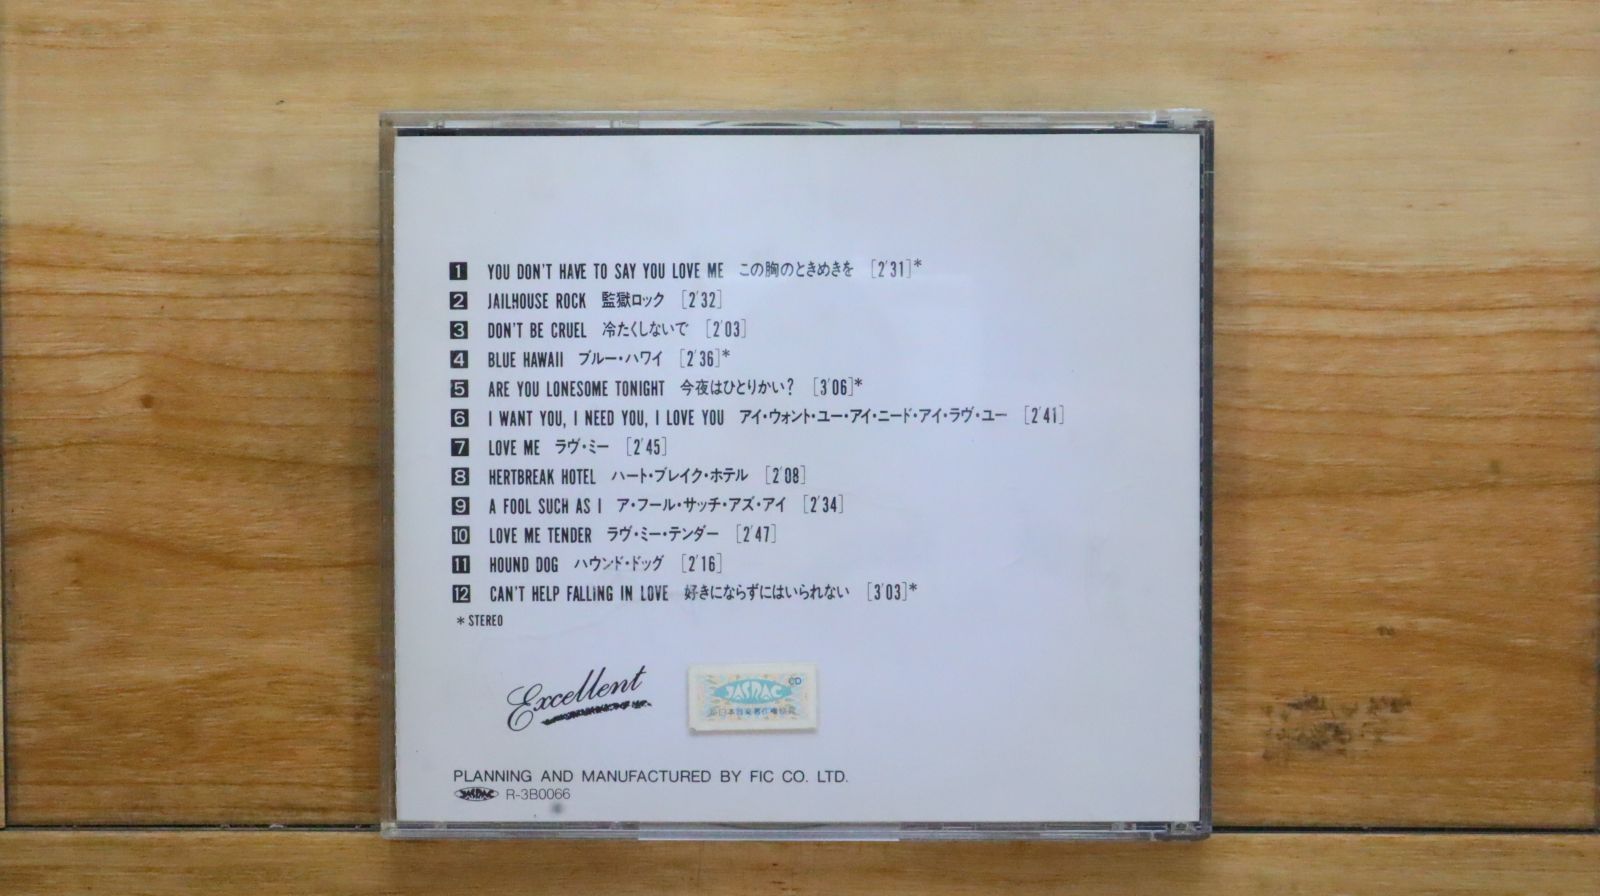 1 YOU DON'T HAVE TO SAY YOU LOVE ME この胸のときめきを [2'31]*
2 JAILHOUSE ROCK 監獄ロック [2'32]
3 DON'T BE CRUEL 冷たくしないで [2'03]
4 BLUE HAWAII ブルー・ハワイ [2'36]*
5 ARE YOU LONESOME TONIGHT 今夜はひとりかい? [3'06]*
6 I WANT YOU, I NEED YOU, I LOVE YOU アイ・ウォント・ユー・アイ・ニード・アイ・ラヴ・ユー [2'41]
7 LOVE ME ラヴ・ミー [2'45]
8 HERTBREAK HOTEL ハート・ブレイク・ホテル [2'08]
9 A FOOL SUCH AS I ア・フール・サッチ・アズ・アイ [2'34]
10 LOVE ME TENDER ラヴ・ミー・テンダー [2'47]
11 HOUND DOG ハウンド・ドッグ [2'16]
12 CAN'T HELP FALLING IN LOVE 好きにならずにはいられない [3'03]*
* STEREO
Excellent
JASRAC CD
日本音楽著作権協会
PLANNING AND MANUFACTURED BY FIC CO. LTD.
JASRAC R-3B0066